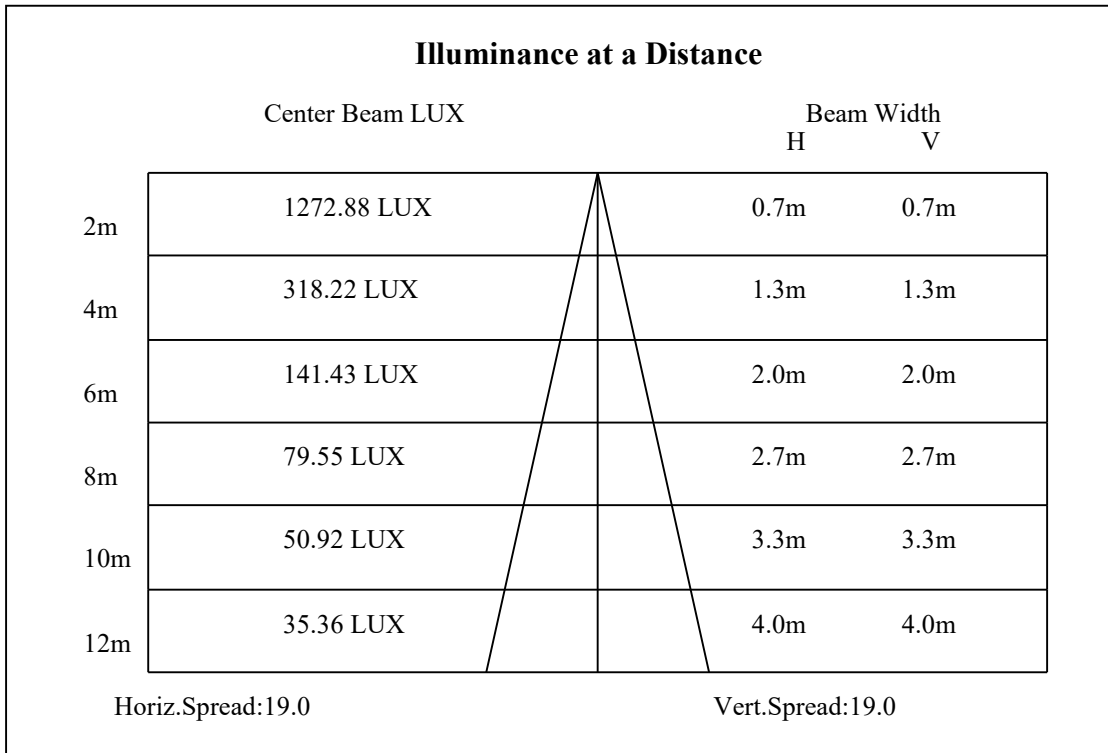 Illuminance at a Distance
Center Beam LUX Beam Width
H V
1272.88 LUX 0.7m 0.7m
2m
318.22 LUX 1.3m 1.3m
4m
141.43 LUX 2.0m 2.0m
6m
79.55 LUX 2.7m 2.7m
8m
50.92 LUX 3.3m 3.3m
10m
35.36 LUX 4.0m 4.0m
12m
Horiz.Spread:19.0 Vert.Spread:19.0